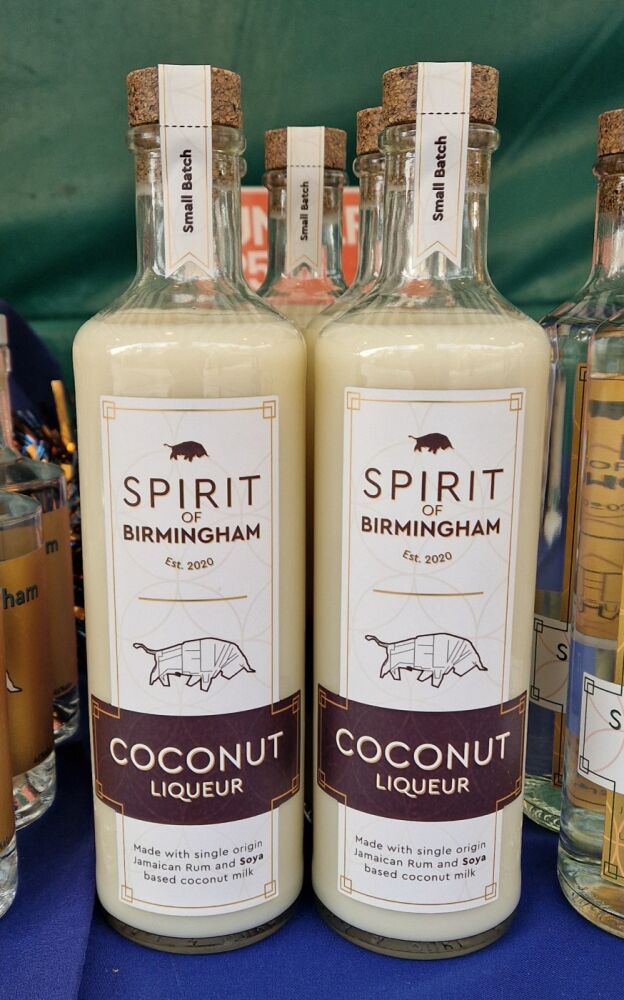 Small Batch
SPIRIT
OF
BIRMINGHAM
Est. 2020
COCONUT
LIQUEUR
Made with single origin
Jamaican Rum and Soya
based coconut milk
Small Batch
Small Batch
SPIRIT
OF
BIRMINGHAM
Est. 2020
COCONUT
LIQUEUR
Made with single origin
Jamaican Rum and Soya
based coconut milk